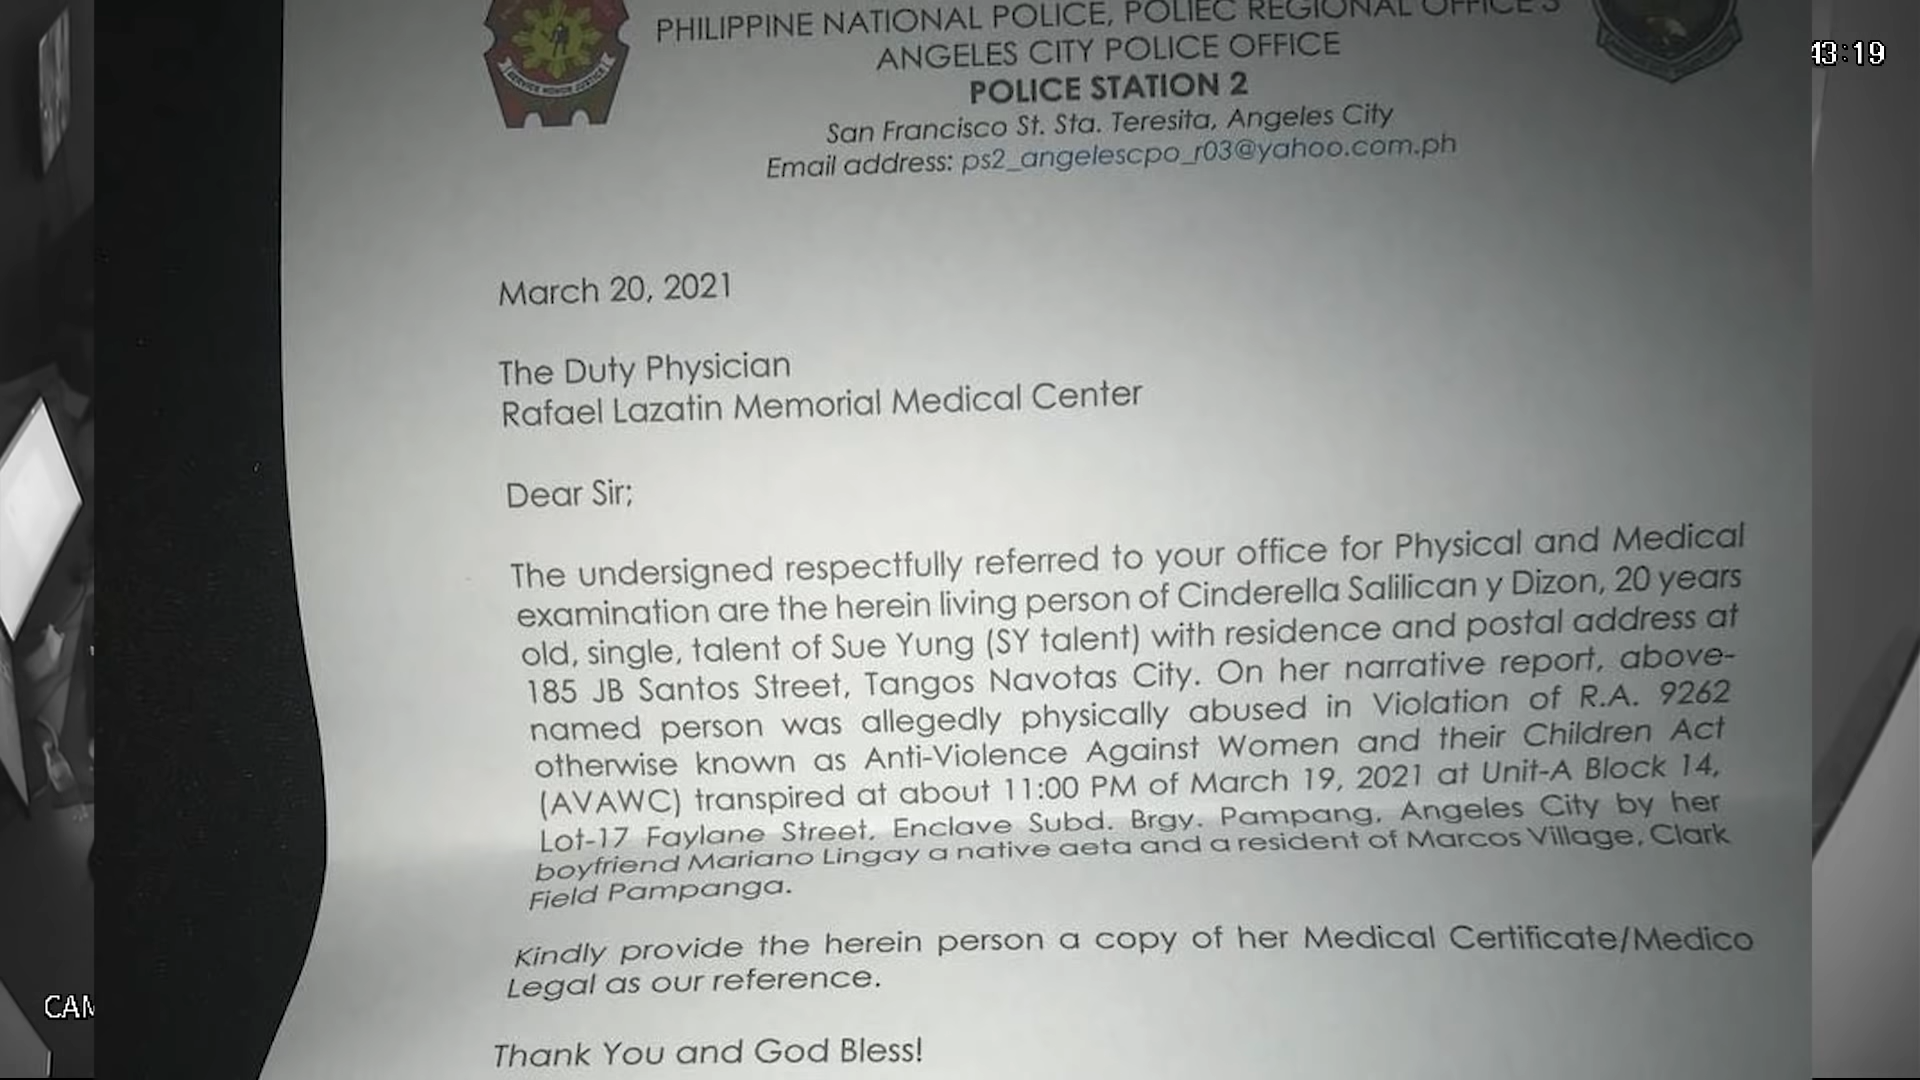 PHILIPPINE NATIONAL POLICE, POLIEC REGIONAL OFFICE 3
ANGELES CITY POLICE OFFICE
POLICE STATION 2
San Francisco St. Sta. Teresita, Angeles City
Email address: ps2_angelescpo_r03@yahoo.com.ph
43:19
SERVICE HONOR JUSTICE
March 20, 2021
The Duty Physician
Rafael Lazatin Memorial Medical Center
Dear Sir;
The undersigned respectfully referred to your office for Physical and Medical
examination are the herein living person of Cinderella Salilican y Dizon, 20 years
old, single, talent of Sue Yung (SY talent) with residence and postal address at
185 JB Santos Street, Tangos Navotas City. On her narrative report, above-
named person was allegedly physically abused in Violation of R.A. 9262
otherwise known as Anti-Violence Against Women and their Children Act
(AVAWC) transpired at about 11:00 PM of March 19, 2021 at Unit-A Block 14,
Lot-17 Faylane Street, Enclave Subd. Brgy. Pampang, Angeles City by her
boyfriend Mariano Lingay a native aeta and a resident of Marcos Village, Clark
Field Pampanga.
Kindly provide the herein person a copy of her Medical Certificate/Medico
Legal as our reference.
Thank You and God Bless!
CAM